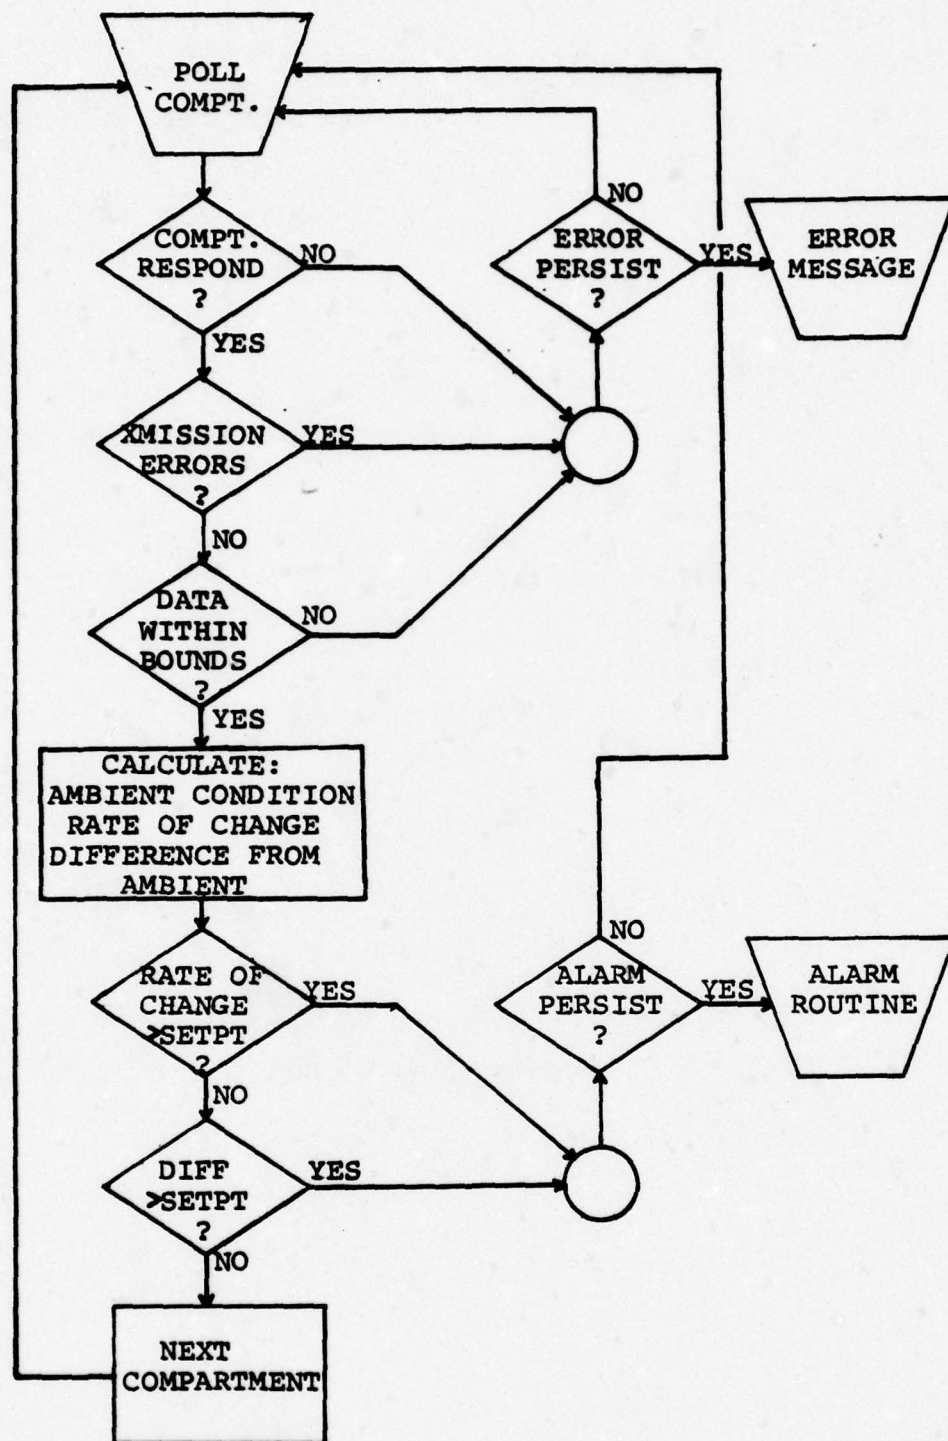 POLL
COMPT.
COMPT.
RESPOND
?
NO
YES
XMISSION
ERRORS
?
YES
NO
DATA
WITHIN
BOUNDS
?
NO
YES
CALCULATE:
AMBIENT CONDITION
RATE OF CHANGE
DIFFERENCE FROM
AMBIENT
RATE OF
CHANGE
>SETPT
?
YES
NO
DIFF
>SETPT
?
YES
NO
NEXT
COMPARTMENT
NO
ERROR
PERSIST
?
YES
ERROR
MESSAGE
NO
ALARM
PERSIST
?
YES
ALARM
ROUTINE